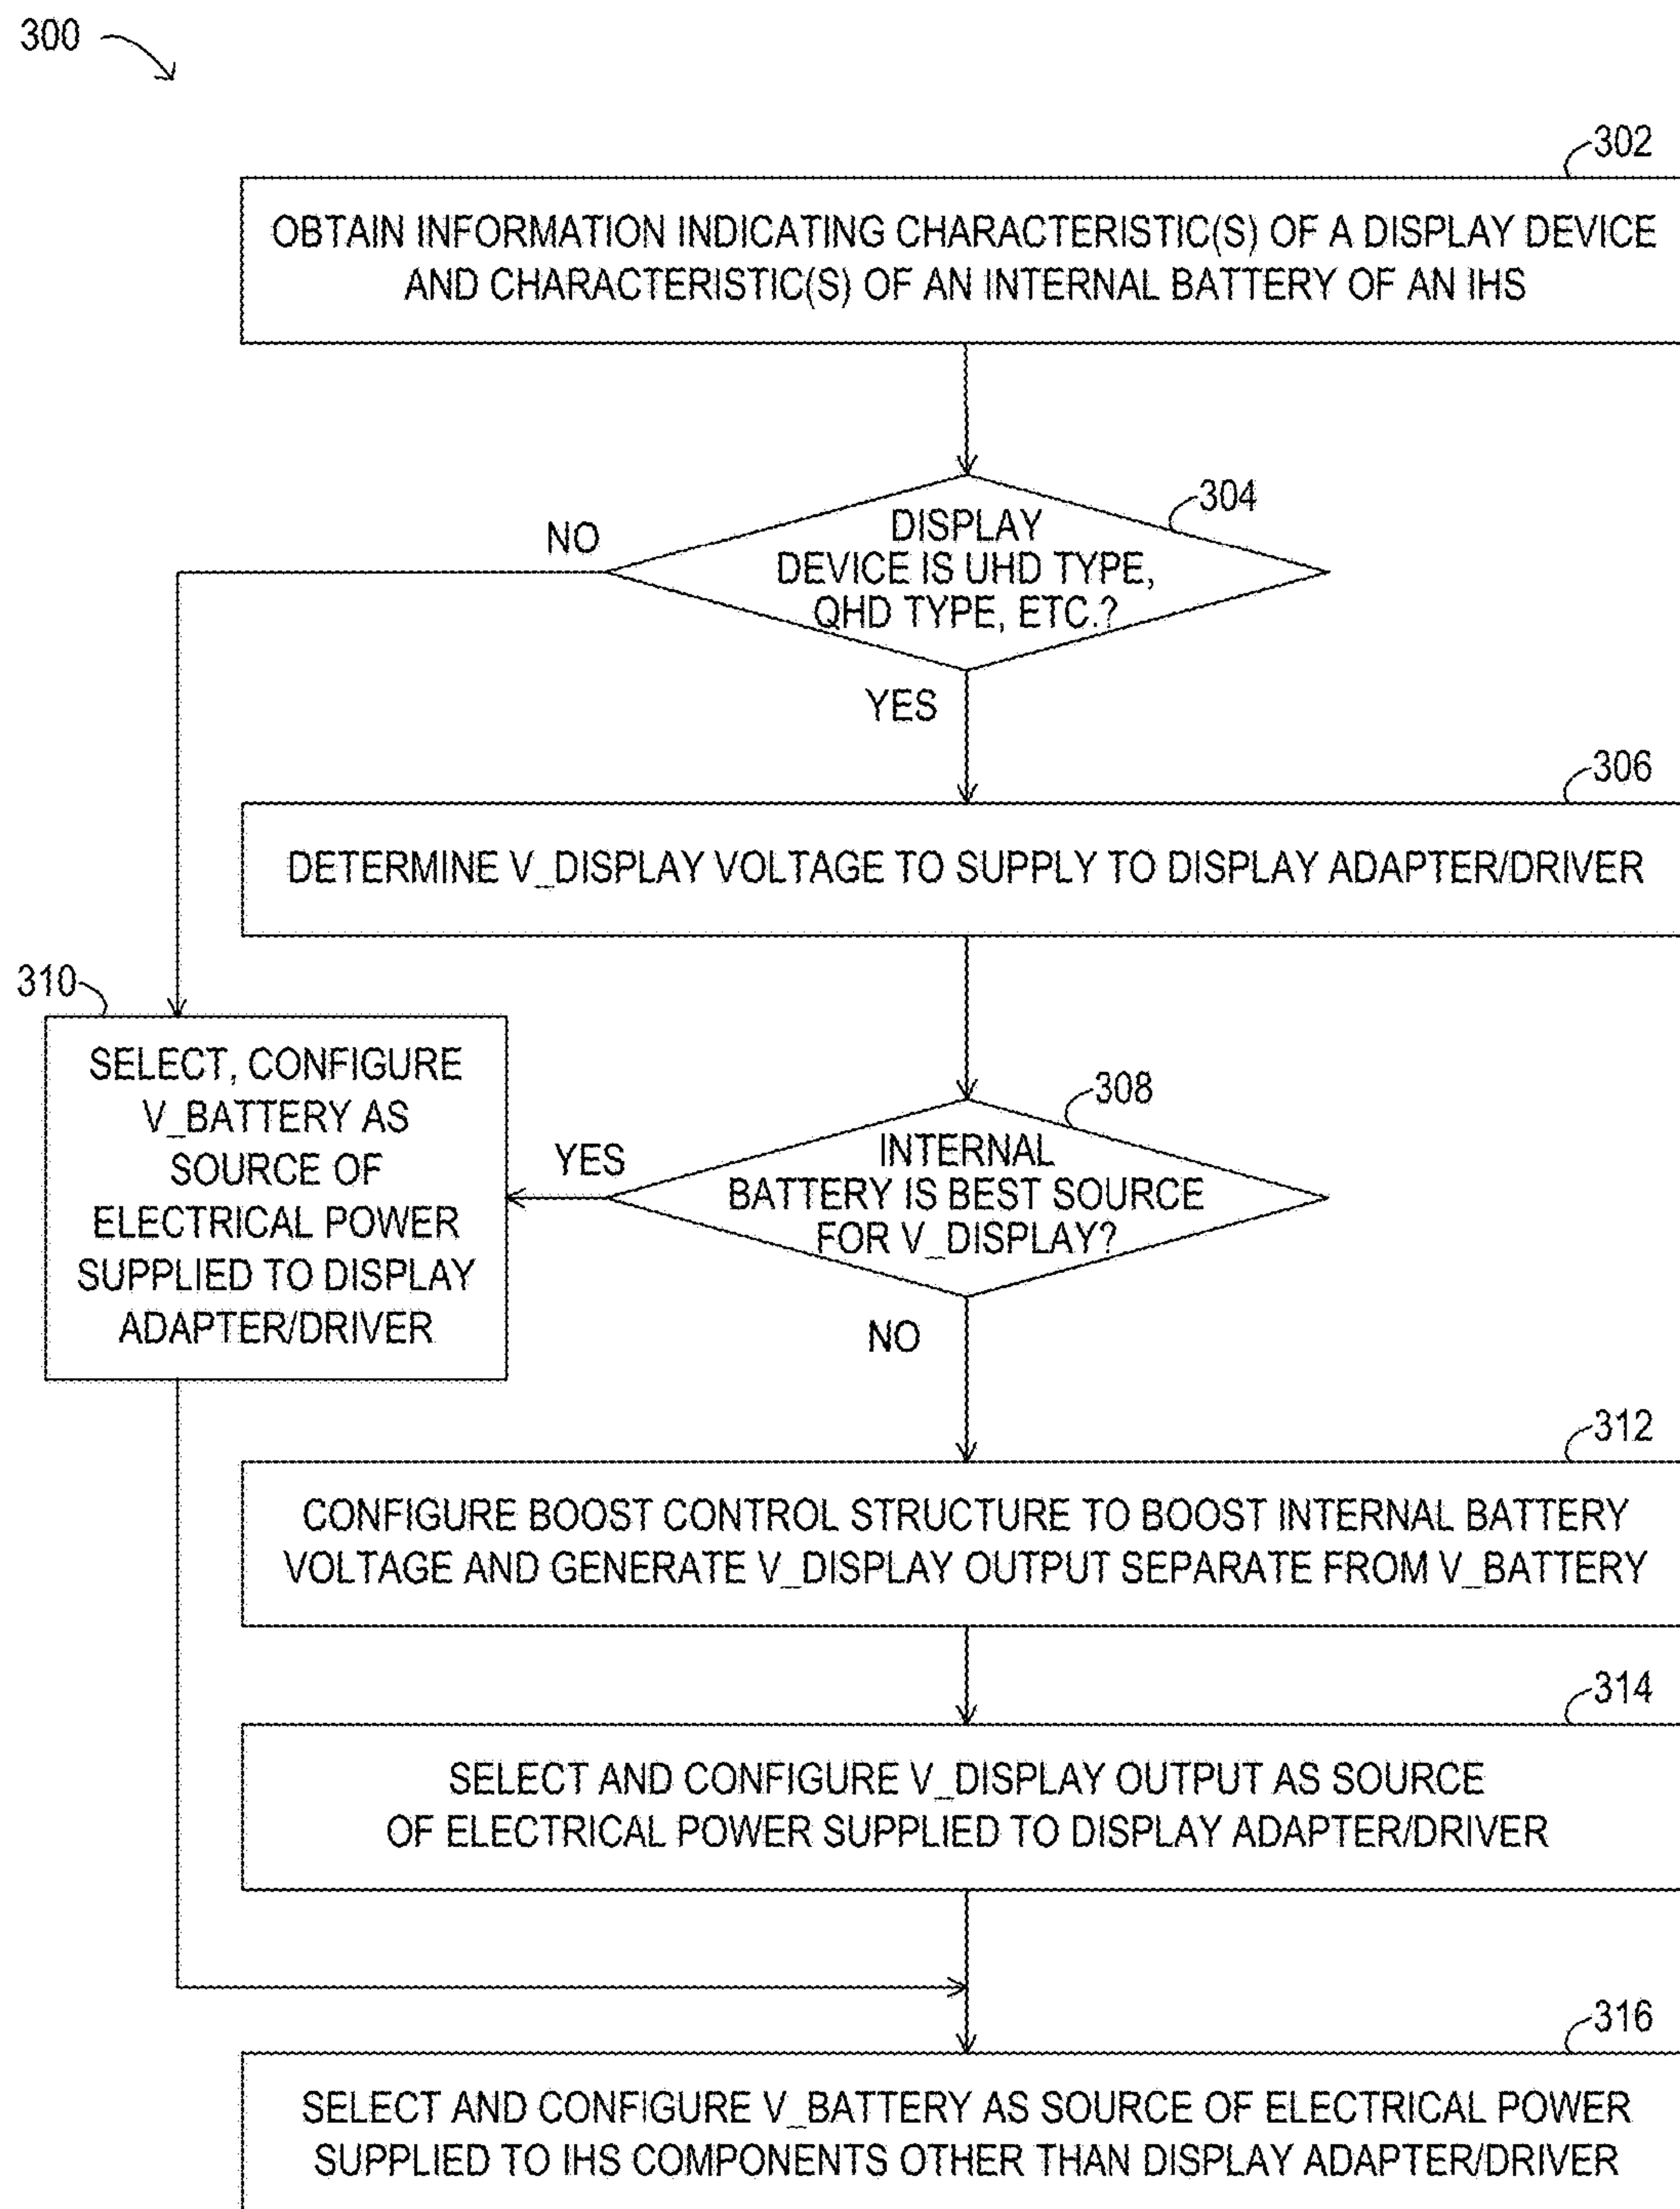 300
302
OBTAIN INFORMATION INDICATING CHARACTERISTIC(S) OF A DISPLAY DEVICE
AND CHARACTERISTIC(S) OF AN INTERNAL BATTERY OF AN IHS
304
NO
DISPLAY
DEVICE IS UHD TYPE,
QHD TYPE, ETC.?
YES
306
DETERMINE V_DISPLAY VOLTAGE TO SUPPLY TO DISPLAY ADAPTER/DRIVER
310
SELECT, CONFIGURE
V_BATTERY AS
SOURCE OF
ELECTRICAL POWER
SUPPLIED TO DISPLAY
ADAPTER/DRIVER
308
YES
INTERNAL
BATTERY IS BEST SOURCE
FOR V_DISPLAY?
NO
312
CONFIGURE BOOST CONTROL STRUCTURE TO BOOST INTERNAL BATTERY
VOLTAGE AND GENERATE V_DISPLAY OUTPUT SEPARATE FROM V_BATTERY
314
SELECT AND CONFIGURE V_DISPLAY OUTPUT AS SOURCE
OF ELECTRICAL POWER SUPPLIED TO DISPLAY ADAPTER/DRIVER
316
SELECT AND CONFIGURE V_BATTERY AS SOURCE OF ELECTRICAL POWER
SUPPLIED TO IHS COMPONENTS OTHER THAN DISPLAY ADAPTER/DRIVER